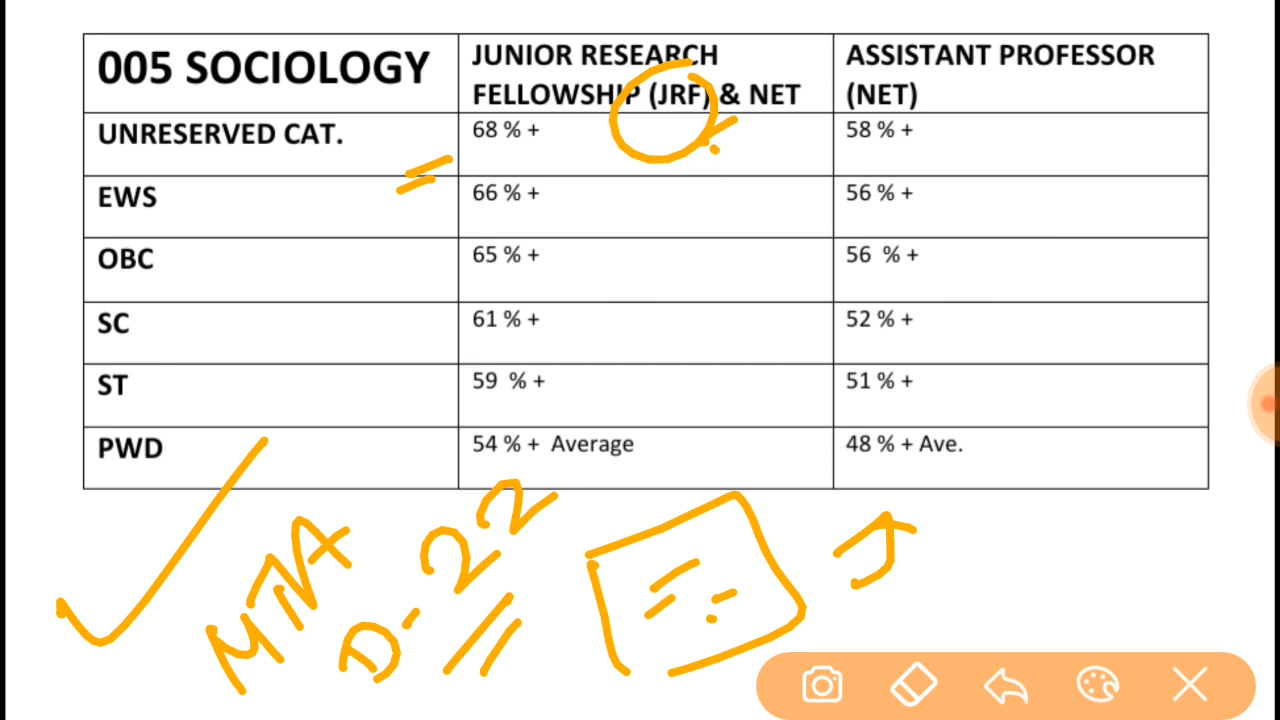 005 SOCIOLOGY
JUNIOR RESEARCH
FELLOWSHIP (JRF) & NET
ASSISTANT PROFESSOR
(NET)
UNRESERVED CAT.
68 % +
58 % +
EWS
66 % +
56 % +
OBC
65 % +
56 % +
SC
61 % +
52 % +
ST
59 % +
51 % +
PWD
54 % + Average
48 % + Ave.
D-22